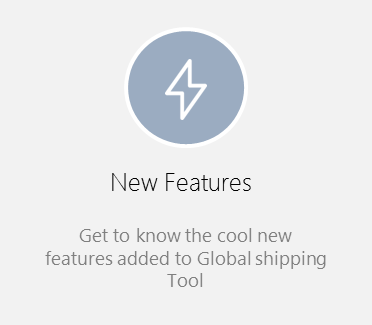 New Features
Get to know the cool new
features added to Global shipping
Tool